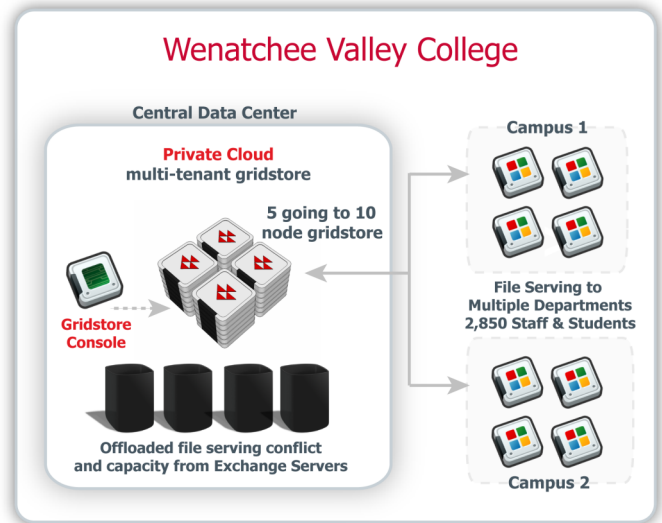 Wenatchee Valley College
Central Data Center
Private Cloud
multi-tenant gridstore
5 going to 10
node gridstore
Gridstore
Console
Offloaded file serving conflict
and capacity from Exchange Servers
Campus 1
File Serving to
Multiple Departments
2,850 Staff & Students
Campus 2